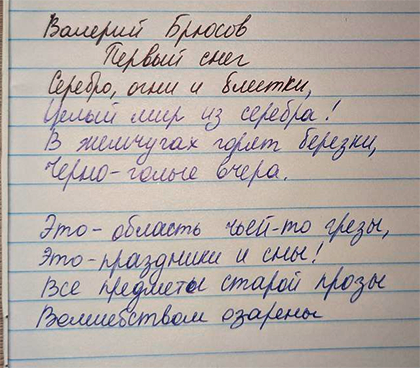 Валерий Брюсов
Первый снег
Серебро, огни и блестки,
Целый мир из серебра!
В жемчугах горят березки,
Черно-голые вчера.
Это-область чьей-то грезы,
Это-праздники и сны!
Все предметы старой прозы
Волшебством озарены